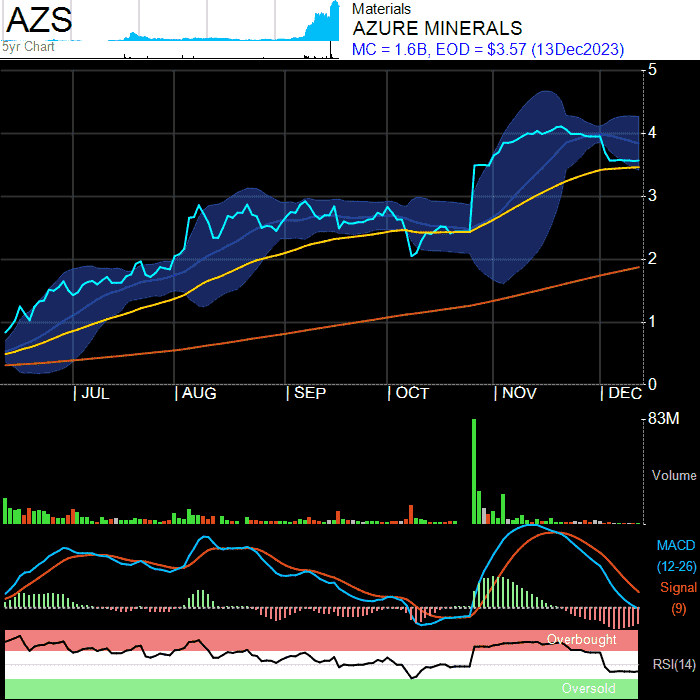 AZS
5yr Chart
Materials
AZURE MINERALS
MC = 1.6B, EOD = $3.57 (13Dec2023)
5
4
3
2
1
0
JUL
AUG
SEP
OCT
NOV
DEC
83M
Volume
MACD
(12-26)
Signal
(9)
Overbought
RSI(14)
Oversold